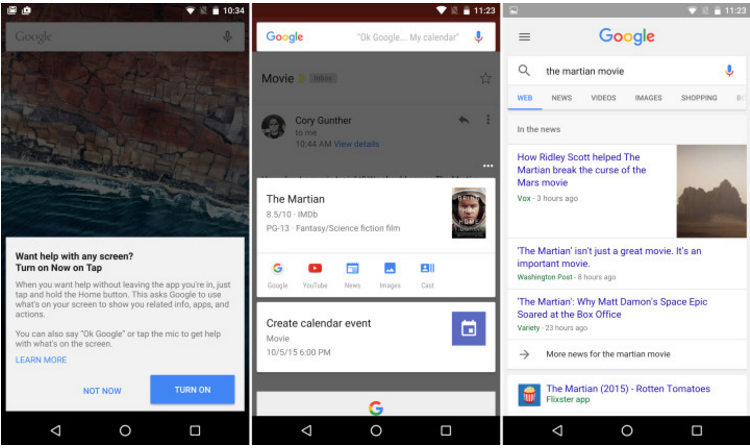 10:34
Google
Want help with any screen?
Turn on Now on Tap
When you want help without leaving the app you're in, just
tap and hold the Home button. This asks Google to use
what's on your screen to show you related info, apps, and
actions.
You can also say "Ok Google" or tap the mic to get help
with what's on the screen.
LEARN MORE
NOT NOW
TURN ON
11:23
Google
"Ok Google... My calendar"
Movie
Inbox
Cory Gunther
to me
10:44 AM View details
The Martian
8.5/10 · IMDb
PG-13 · Fantasy/Science fiction film
Google
YouTube
News
Images
Cast
Create calendar event
Movie
10/5/15 6:00 PM
11:23
Google
the martian movie
WEB
NEWS
VIDEOS
IMAGES
SHOPPING
In the news
How Ridley Scott helped The
Martian break the curse of the
Mars movie
Vox - 3 hours ago
'The Martian' isn't just a great movie. It's an
important movie.
Washington Post - 8 hours ago
'The Martian': Why Matt Damon's Space Epic
Soared at the Box Office
Variety - 23 hours ago
More news for the martian movie
The Martian (2015) - Rotten Tomatoes
Flixster app